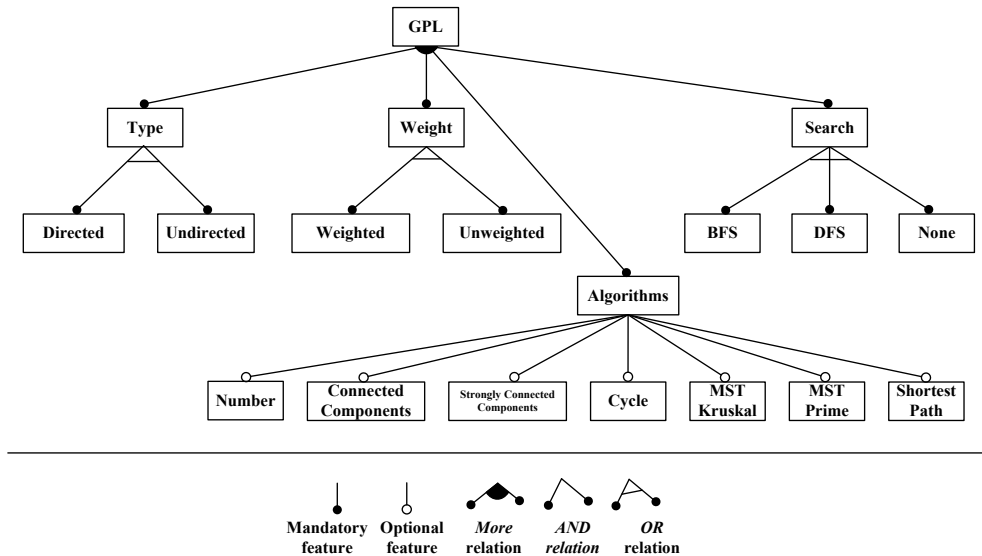 GPL
Type
Weight
Search
Directed
Undirected
Weighted
Unweighted
BFS
DFS
None
Algorithms
Number
Connected
Components
Strongly Connected
Components
Cycle
MST
Kruskal
MST
Prime
Shortest
Path
Mandatory
feature
Optional
feature
More
relation
AND
relation
OR
relation